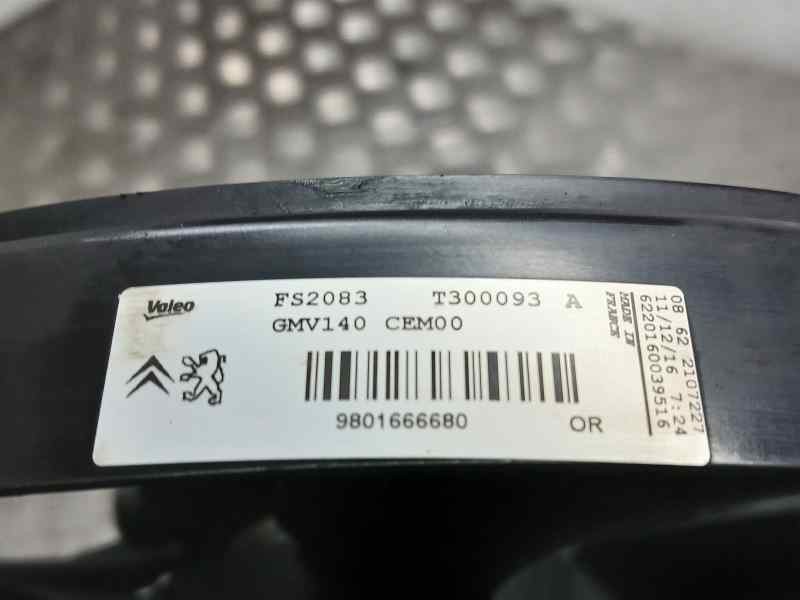 Valeo
FS2083 T300093 A
GMV140 CEM00
9801666680 OR
MADE IN
FRANCE
08 62 2107227
11/12/16 7:24
6220160039516